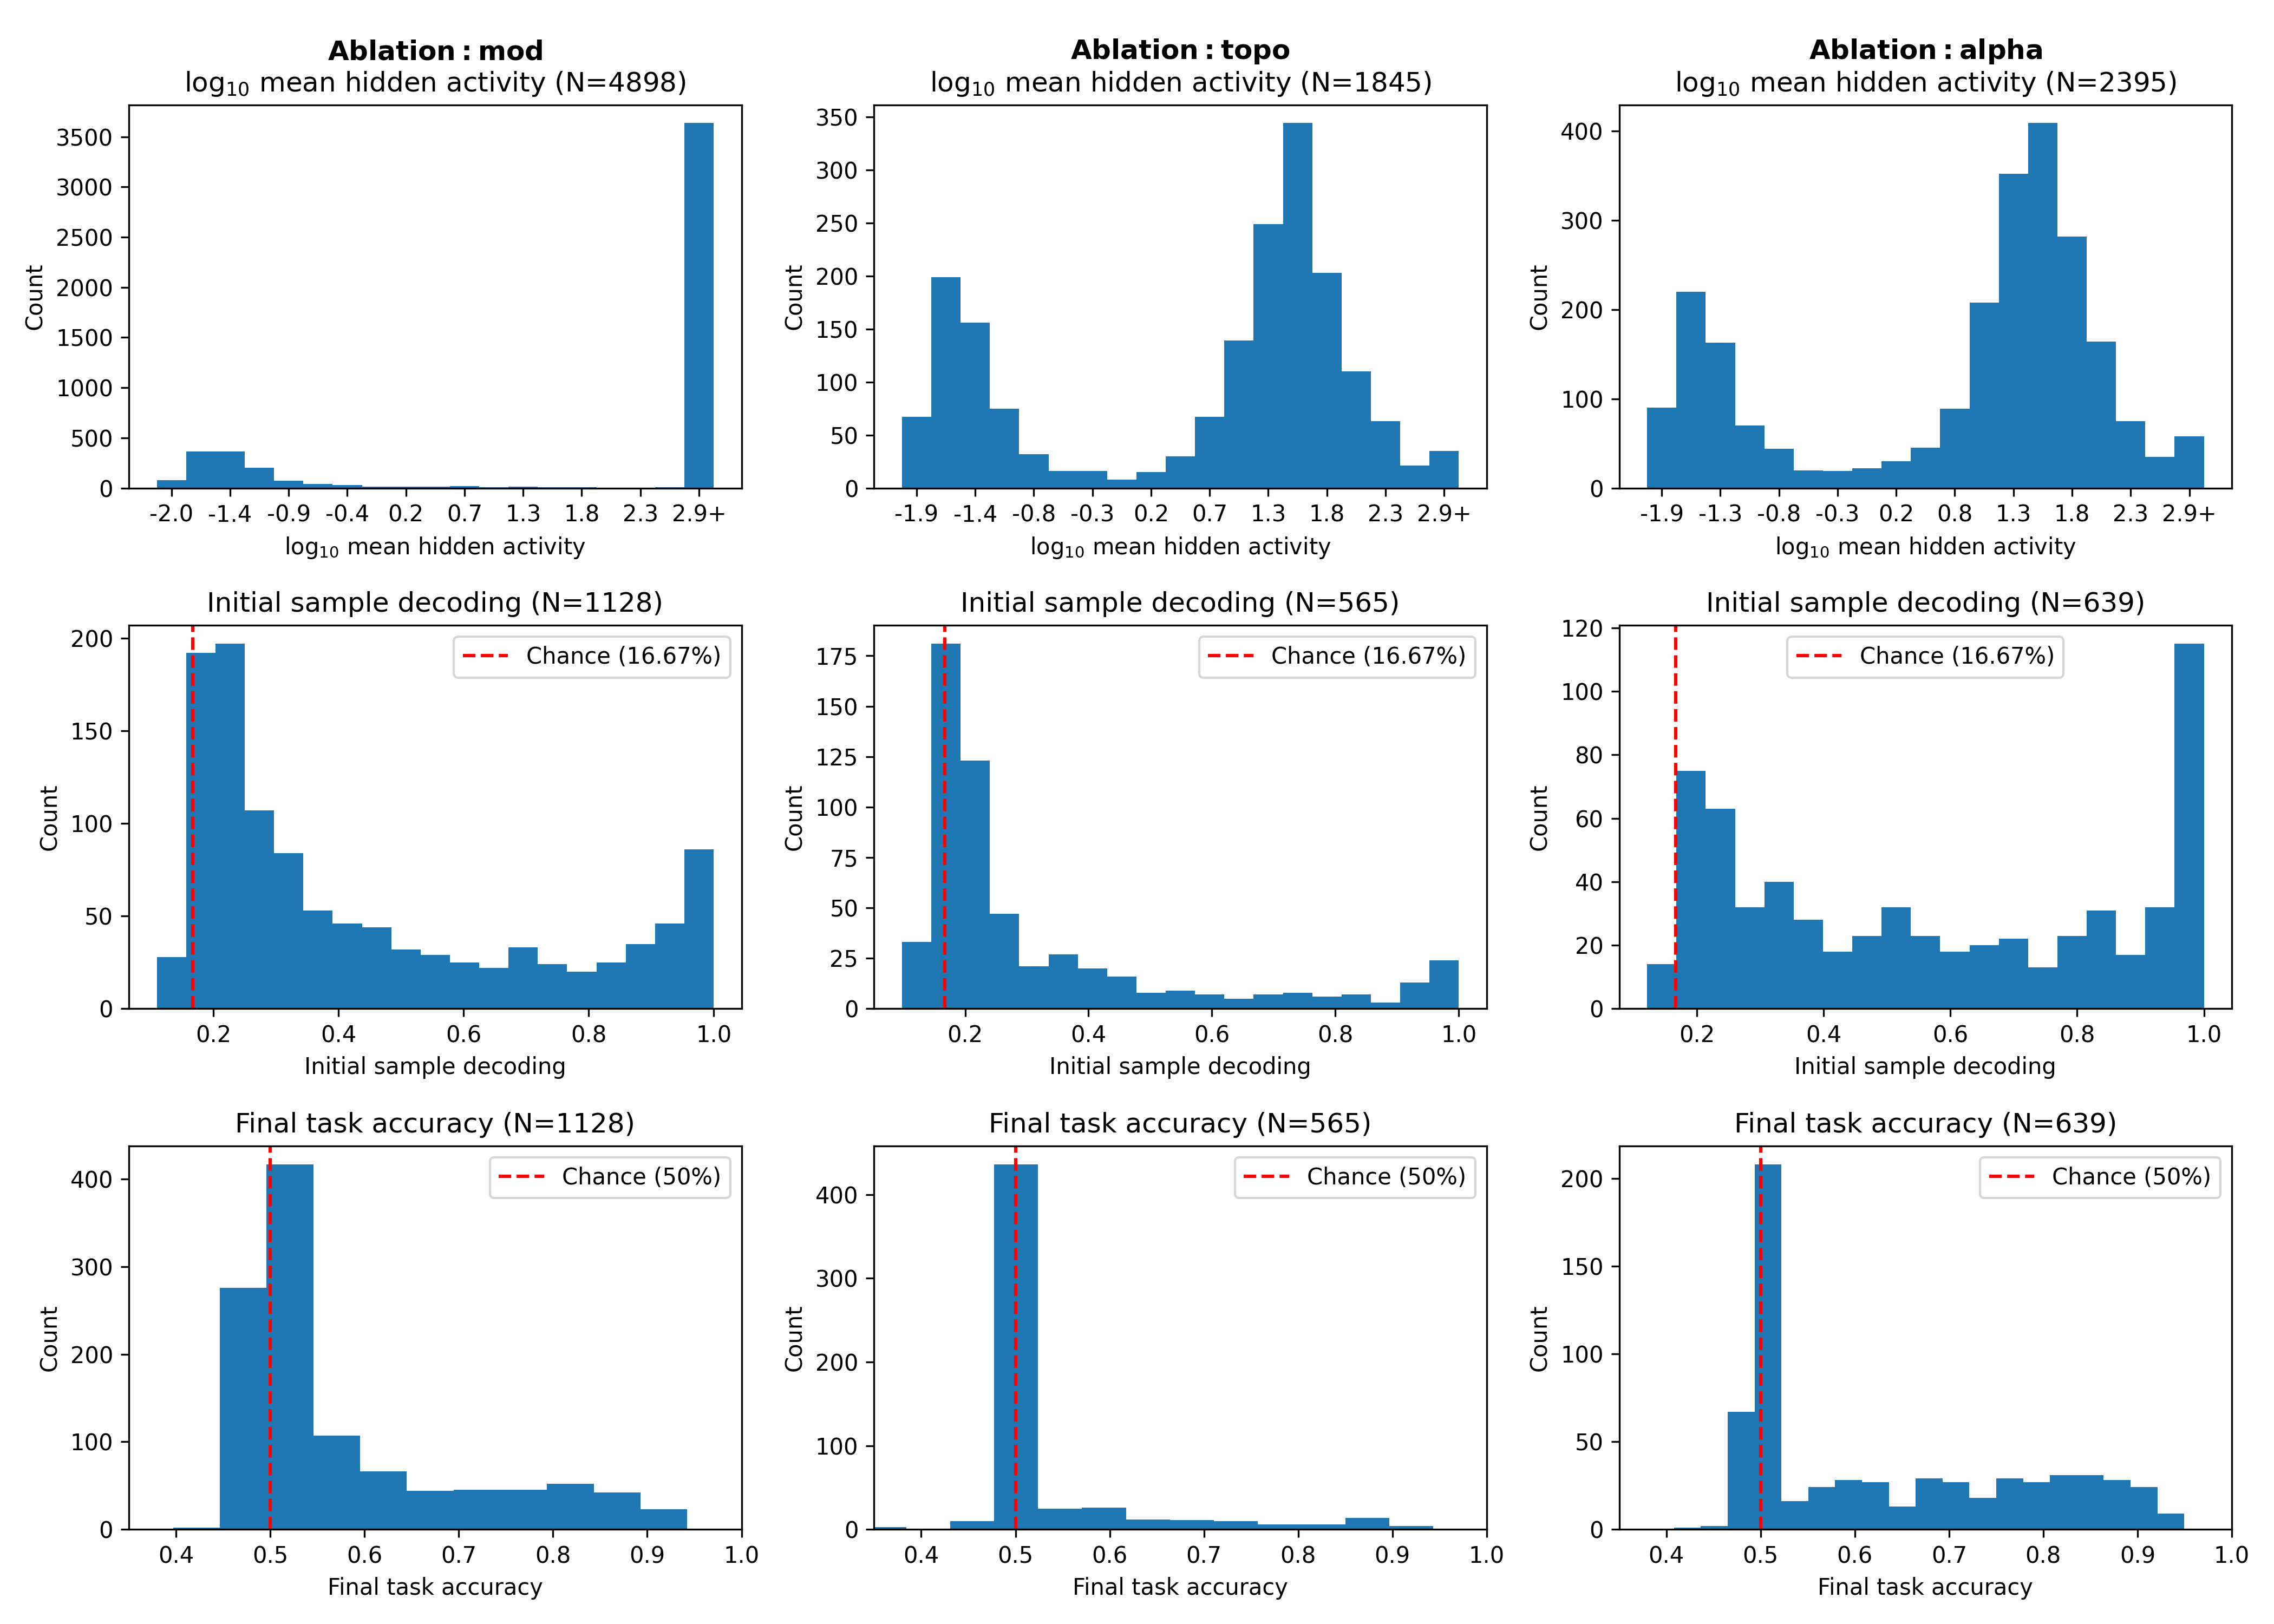 Ablation : mod
log10 mean hidden activity (N=4898)
Count
3500
3000
2500
2000
1500
1000
500
0
-2.0 -1.4 -0.9 -0.4 0.2 0.7 1.3 1.8 2.3 2.9+
log10 mean hidden activity
Ablation : topo
log10 mean hidden activity (N=1845)
Count
350
300
250
200
150
100
50
0
-1.9 -1.4 -0.8 -0.3 0.2 0.7 1.3 1.8 2.3 2.9+
log10 mean hidden activity
Ablation : alpha
log10 mean hidden activity (N=2395)
Count
400
300
200
100
0
-1.9 -1.3 -0.8 -0.3 0.2 0.8 1.3 1.8 2.3 2.9+
log10 mean hidden activity
Initial sample decoding (N=1128)
Chance (16.67%)
Count
200
150
100
50
0
0.2 0.4 0.6 0.8 1.0
Initial sample decoding
Initial sample decoding (N=565)
Chance (16.67%)
Count
175
150
125
100
75
50
25
0
0.2 0.4 0.6 0.8 1.0
Initial sample decoding
Initial sample decoding (N=639)
Chance (16.67%)
Count
120
100
80
60
40
20
0
0.2 0.4 0.6 0.8 1.0
Initial sample decoding
Final task accuracy (N=1128)
Chance (50%)
Count
400
300
200
100
0
0.4 0.5 0.6 0.7 0.8 0.9 1.0
Final task accuracy
Final task accuracy (N=565)
Chance (50%)
Count
400
300
200
100
0
0.4 0.5 0.6 0.7 0.8 0.9 1.0
Final task accuracy
Final task accuracy (N=639)
Chance (50%)
Count
200
150
100
50
0
0.4 0.5 0.6 0.7 0.8 0.9 1.0
Final task accuracy